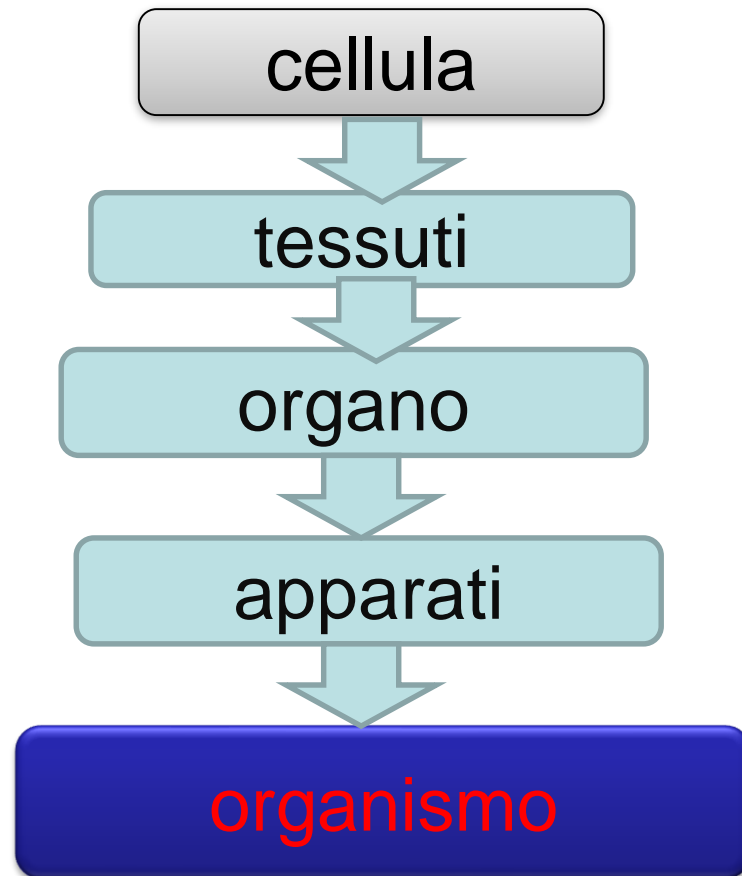 cellula
tessuti
organo
apparati
organismo